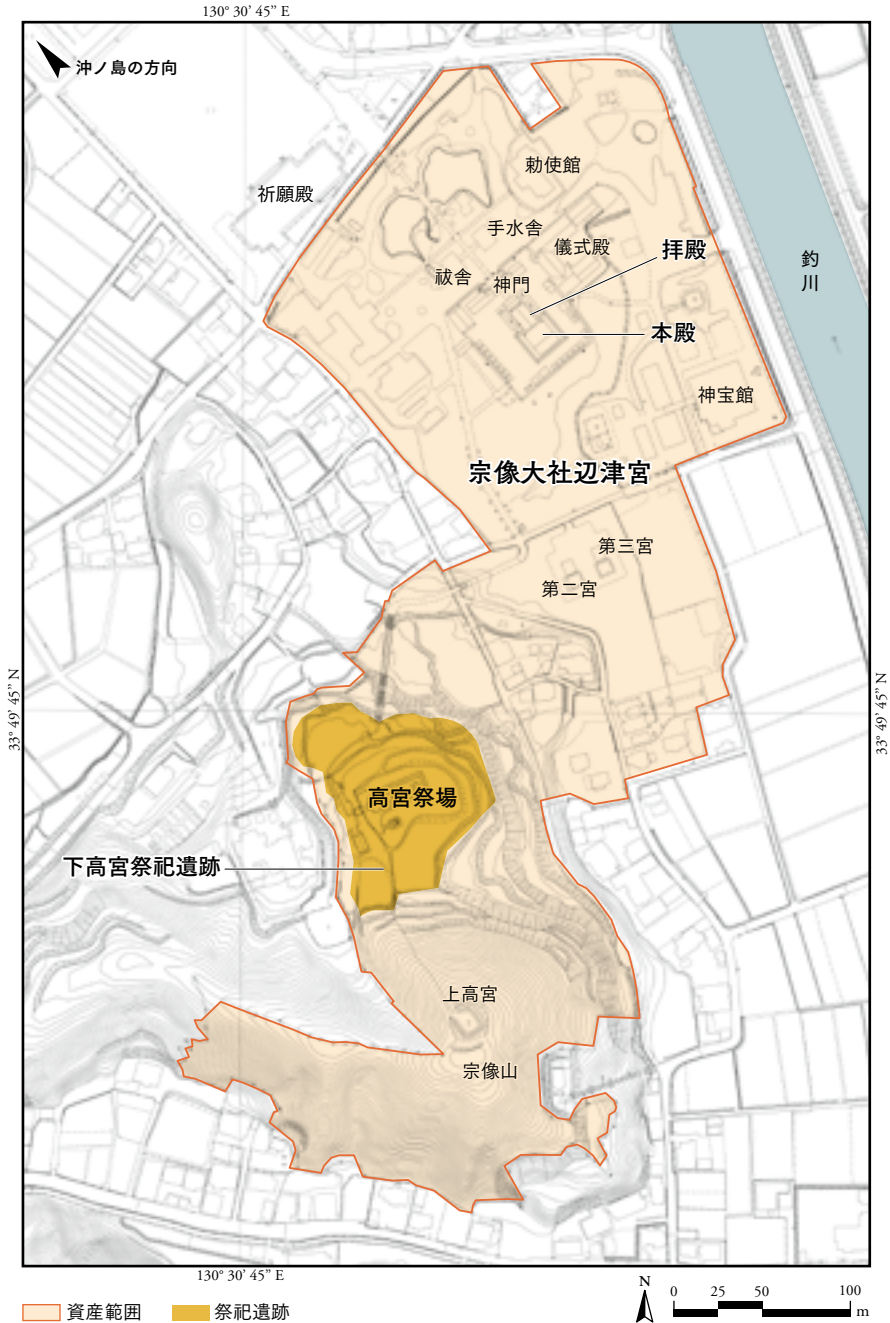 130° 30' 45" E
沖ノ島の方向
勅使館
祈願殿
手水舎
儀式殿
拝殿
釣川
祓舎
神門
本殿
神宝館
宗像大社辺津宮
第三宮
第二宮
33° 49' 45" N
33° 49' 45" N
高宮祭場
下高宮祭祀遺跡
上高宮
宗像山
130° 30' 45" E
資産範囲
祭祀遺跡
N
0 25 50 100
m